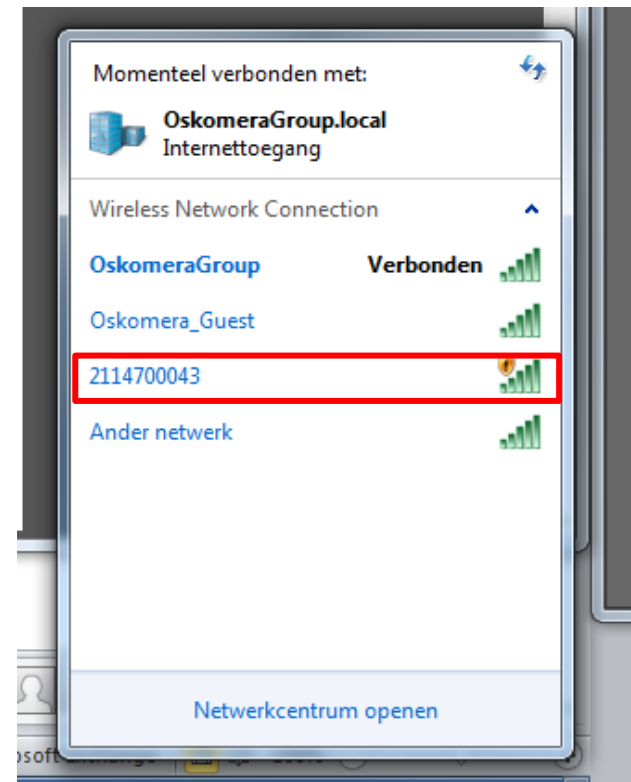 Momenteel verbonden met:
OskomeraGroup.local
Internettoegang
Wireless Network Connection
OskomeraGroup Verbonden
Oskomera_Guest
2114700043
Ander netwerk
Netwerkcentrum openen